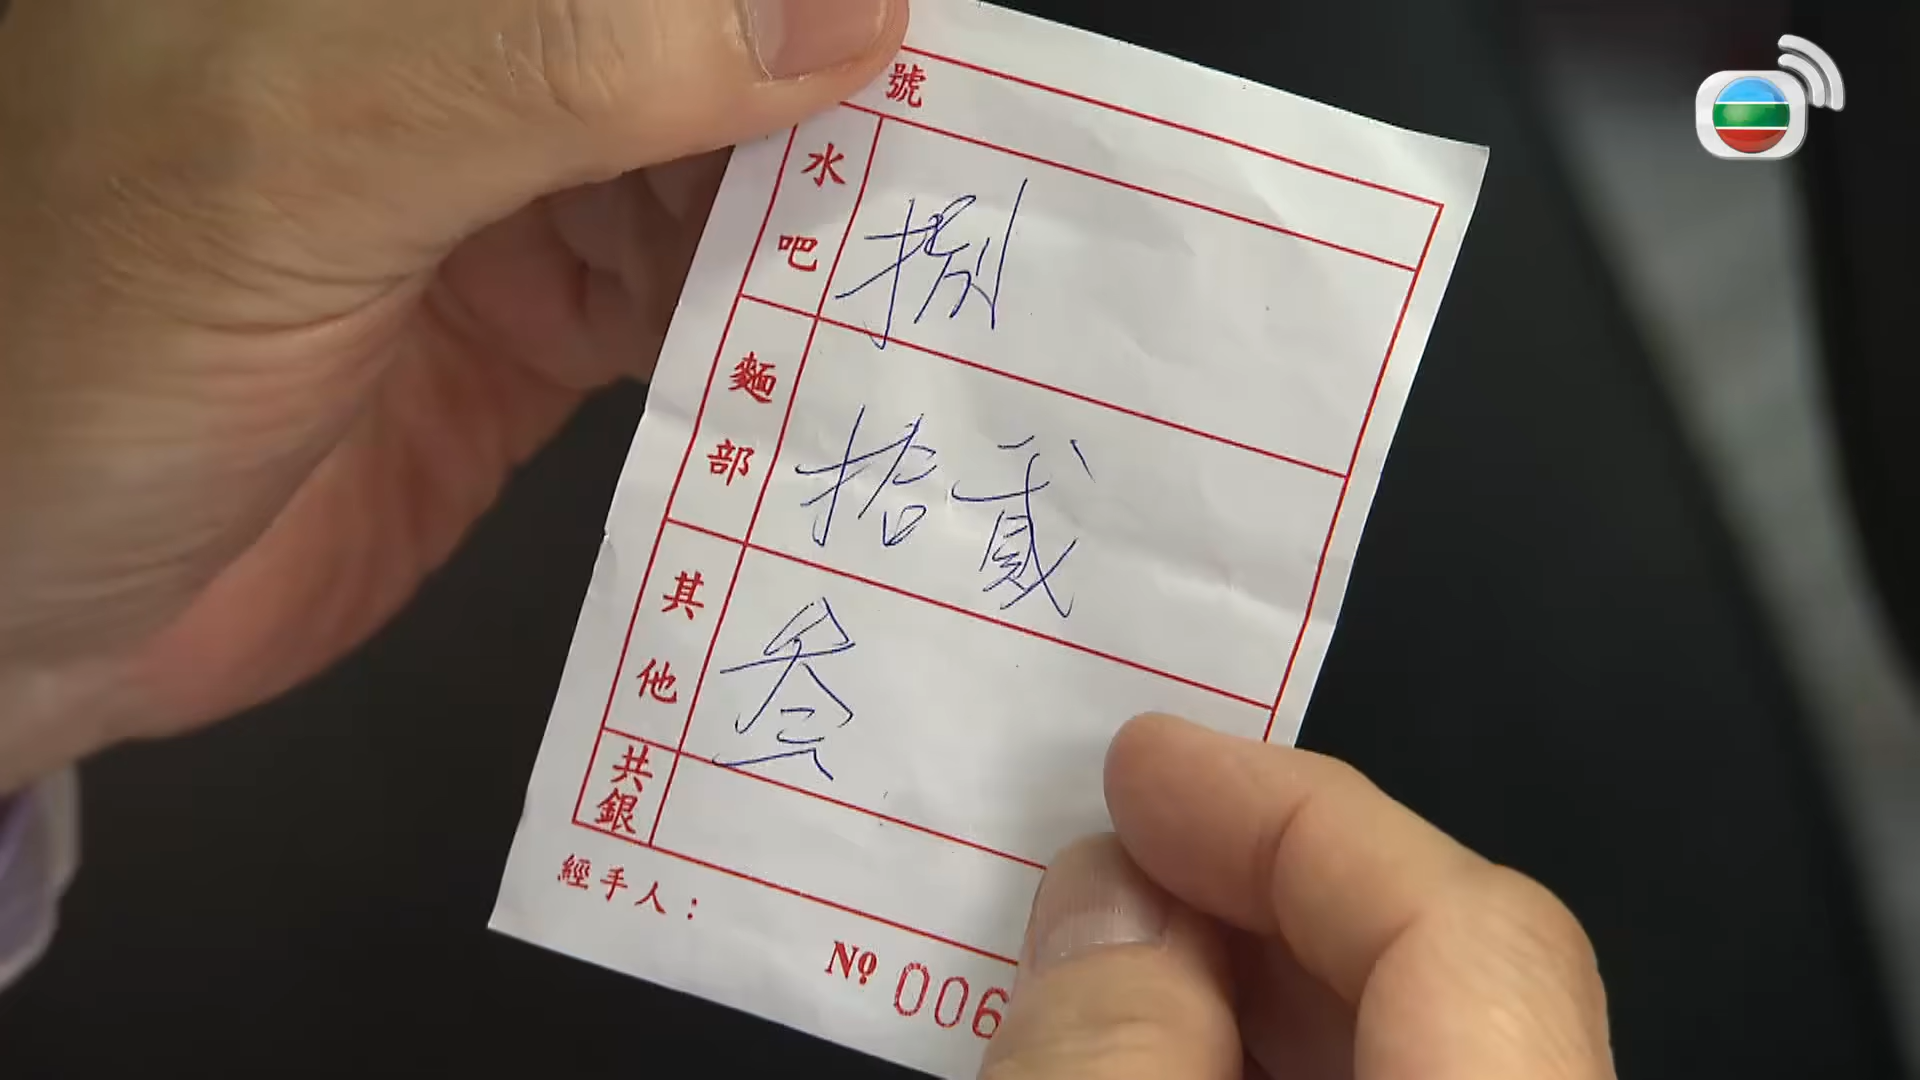 號
水吧 捌
麵部 拾貳
其他 叁
共銀
經手人：
№ 006